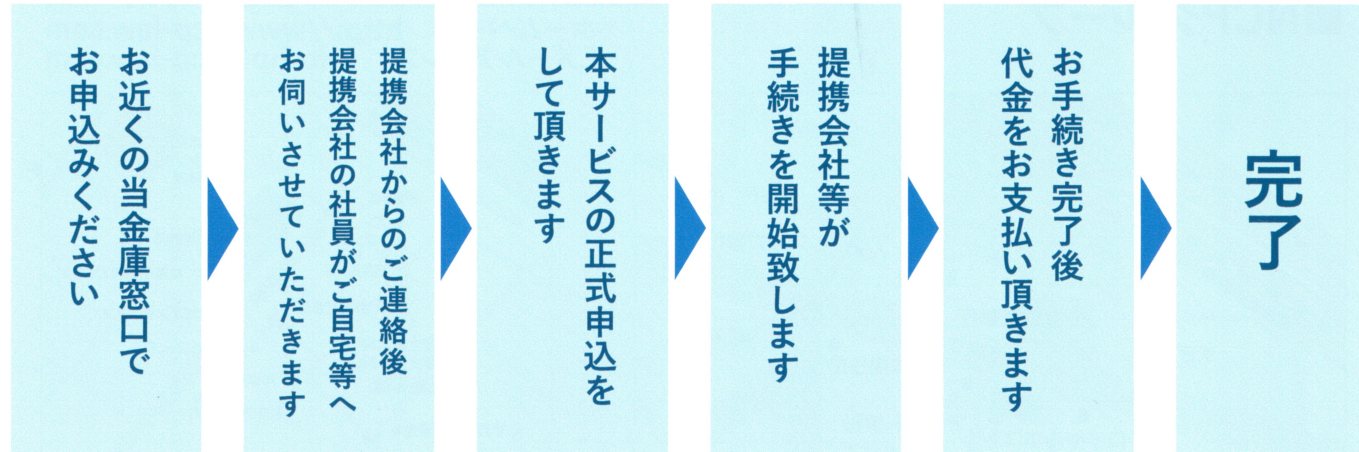 お近くの当金庫窓口で
お申込みください
提携会社からのご連絡後
提携会社の社員がご自宅等へ
お伺いさせていただきます
本サービスの正式申込を
して頂きます
提携会社等が
手続きを開始致します
お手続き完了後
代金をお支払い頂きます
完了